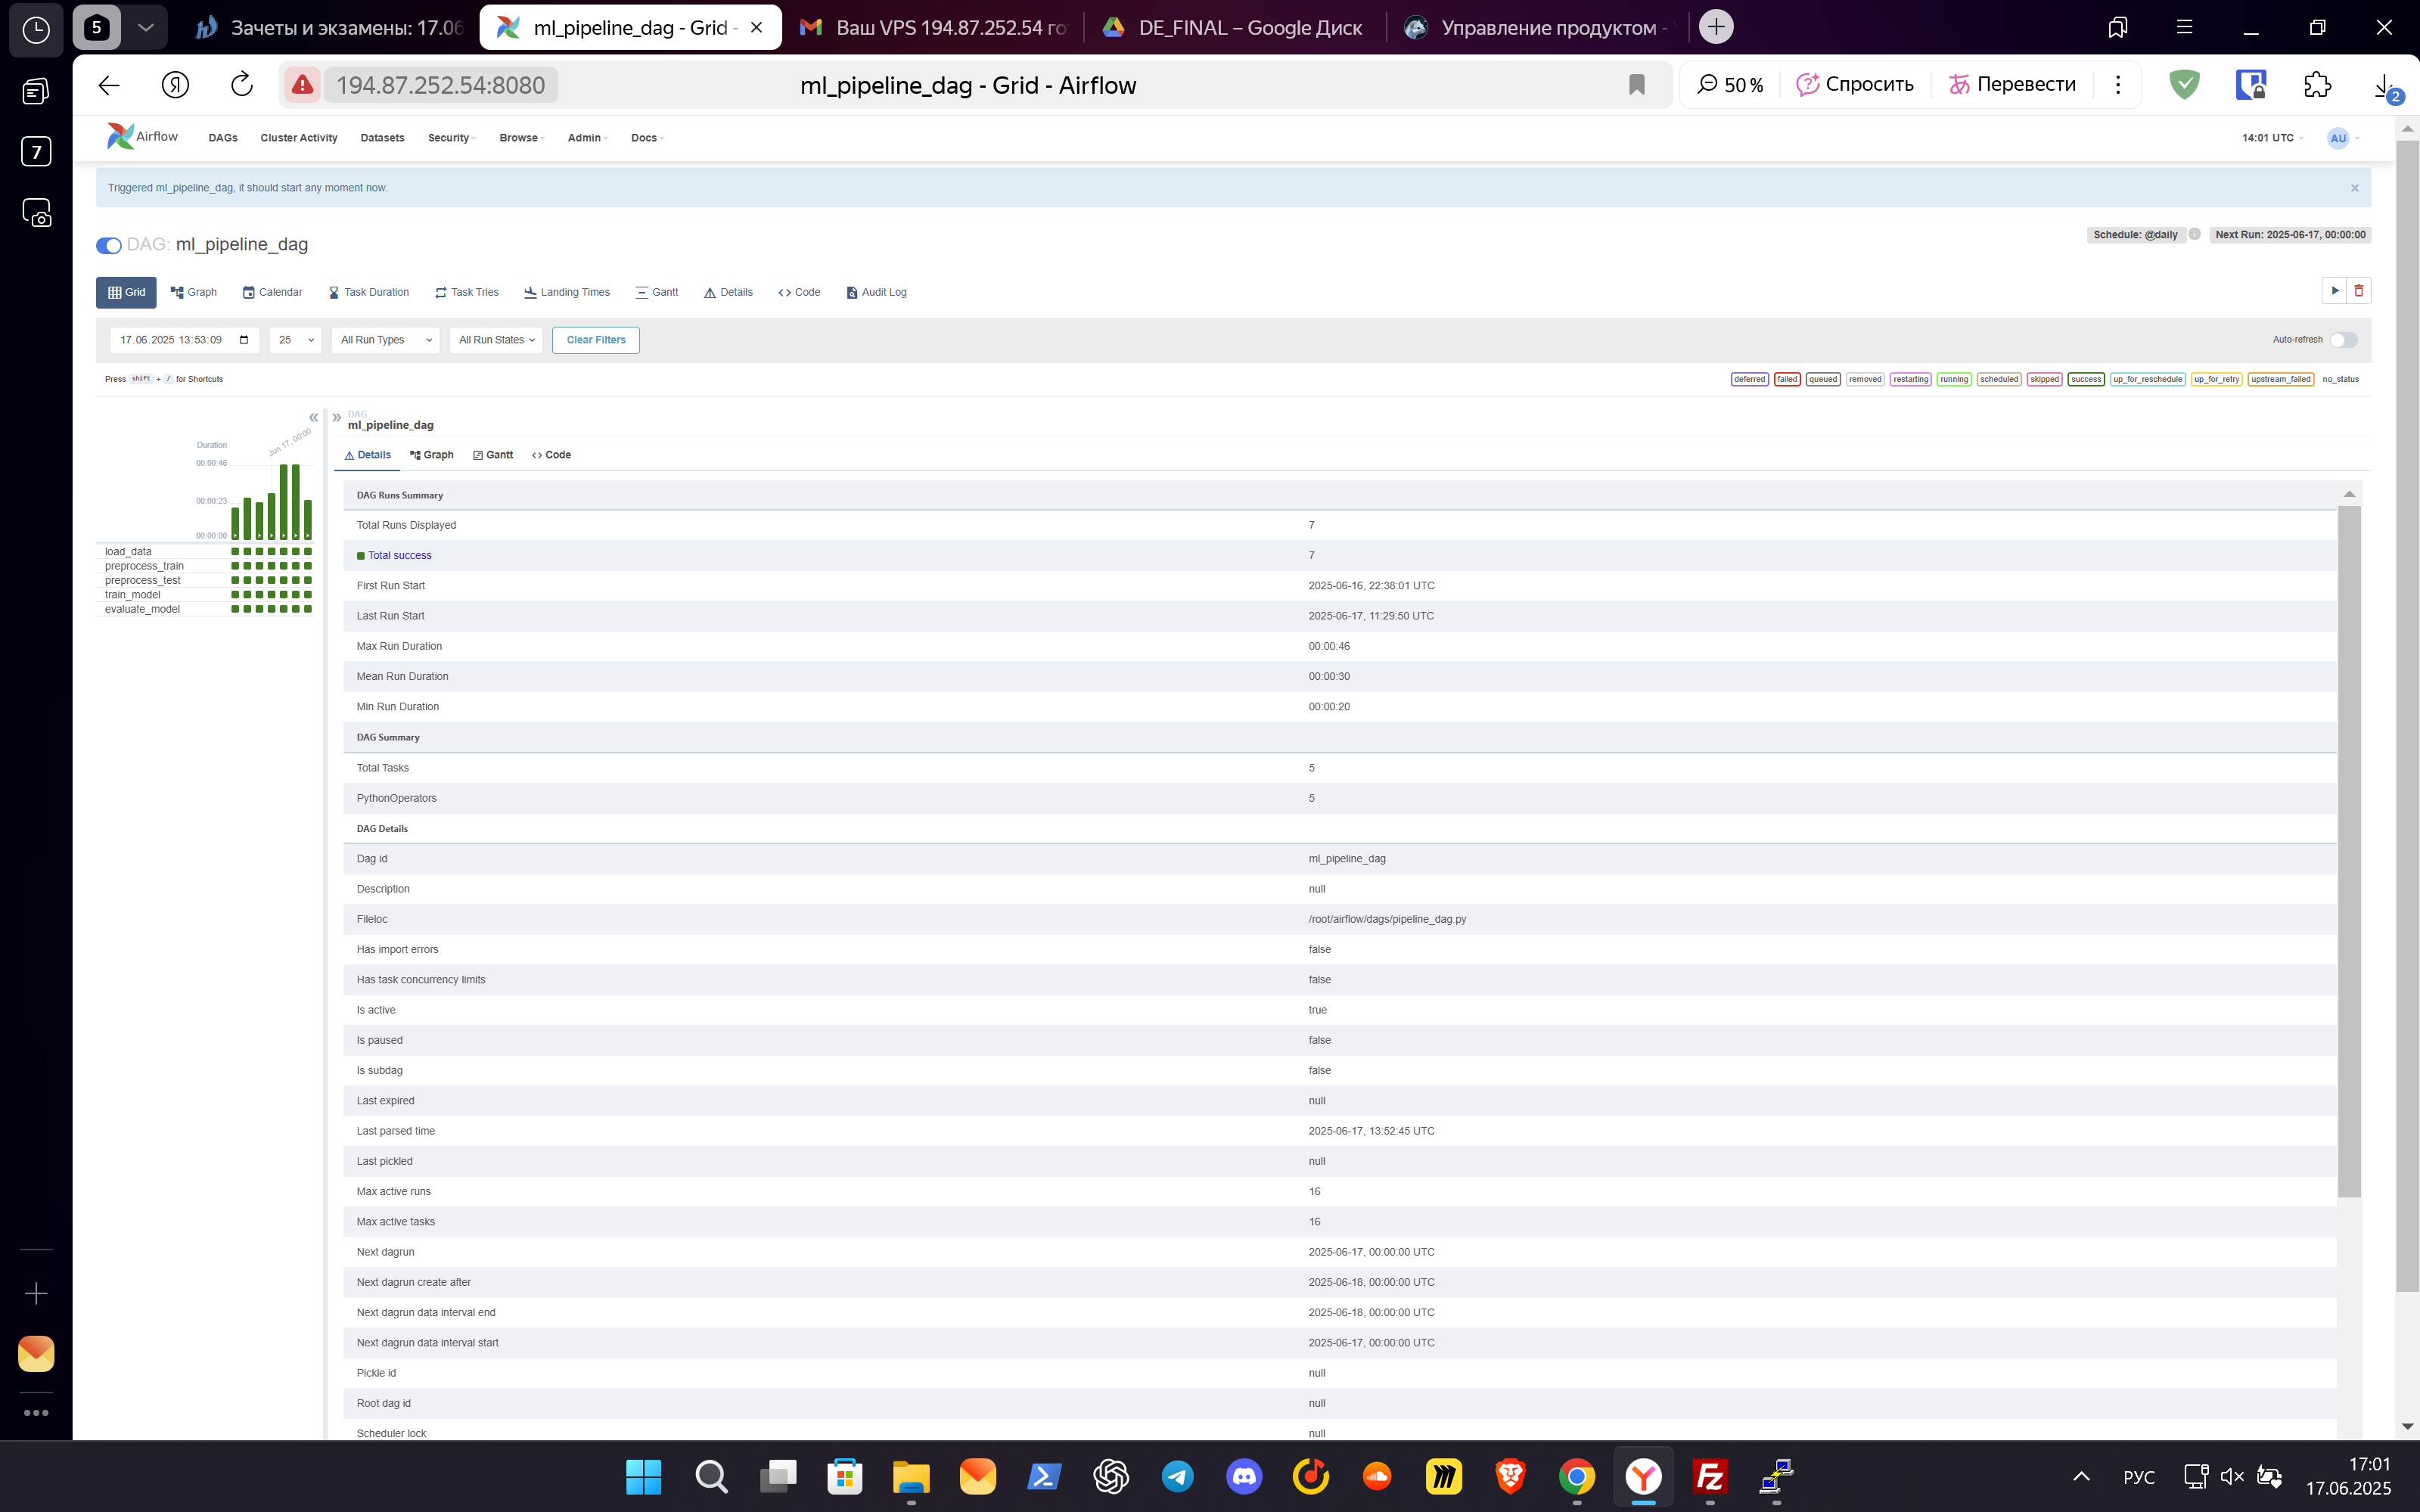 5
Зачеты и экзамены: 17.06
ml_pipeline_dag - Grid -
Ваш VPS 194.87.252.54 го
DE_FINAL – Google Диск
Управление продуктом -
194.87.252.54:8080
ml_pipeline_dag - Grid - Airflow
50 %
Спросить
Перевести
2
7
Airflow
DAGs
Cluster Activity
Datasets
Security
Browse
Admin
Docs
14:01 UTC
AU
Triggered ml_pipeline_dag, it should start any moment now.
×
DAG: ml_pipeline_dag
Schedule: @daily
Next Run: 2025-06-17, 00:00:00
Grid
Graph
Calendar
Task Duration
Task Tries
Landing Times
Gantt
Details
Code
Audit Log
17.06.2025 13:53:09
25
All Run Types
All Run States
Clear Filters
Auto-refresh
Press shift + / for Shortcuts
deferred
failed
queued
removed
restarting
running
scheduled
skipped
success
up_for_reschedule
up_for_retry
upstream_failed
no_status
DAG
ml_pipeline_dag
Duration
Jun 17, 00:00
00:00:46
00:00:23
00:00:00
load_data
preprocess_train
preprocess_test
train_model
evaluate_model
Details
Graph
Gantt
Code
DAG Runs Summary
Total Runs Displayed 7
Total success 7
First Run Start 2025-06-16, 22:38:01 UTC
Last Run Start 2025-06-17, 11:29:50 UTC
Max Run Duration 00:00:46
Mean Run Duration 00:00:30
Min Run Duration 00:00:20
DAG Summary
Total Tasks 5
PythonOperators 5
DAG Details
Dag id ml_pipeline_dag
Description null
Fileloc /root/airflow/dags/pipeline_dag.py
Has import errors false
Has task concurrency limits false
Is active true
Is paused false
Is subdag false
Last expired null
Last parsed time 2025-06-17, 13:52:45 UTC
Last pickled null
Max active runs 16
Max active tasks 16
Next dagrun 2025-06-17, 00:00:00 UTC
Next dagrun create after 2025-06-18, 00:00:00 UTC
Next dagrun data interval end 2025-06-18, 00:00:00 UTC
Next dagrun data interval start 2025-06-17, 00:00:00 UTC
Pickle id null
Root dag id null
Scheduler lock null
РУС
17:01
17.06.2025